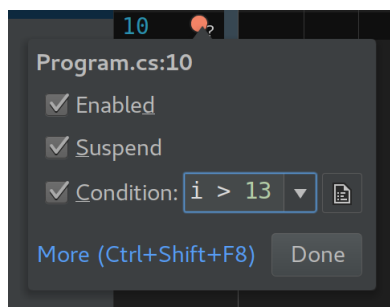 10 ?
Program.cs:10
Enabled
Suspend
Condition: i > 13
More (Ctrl+Shift+F8) Done